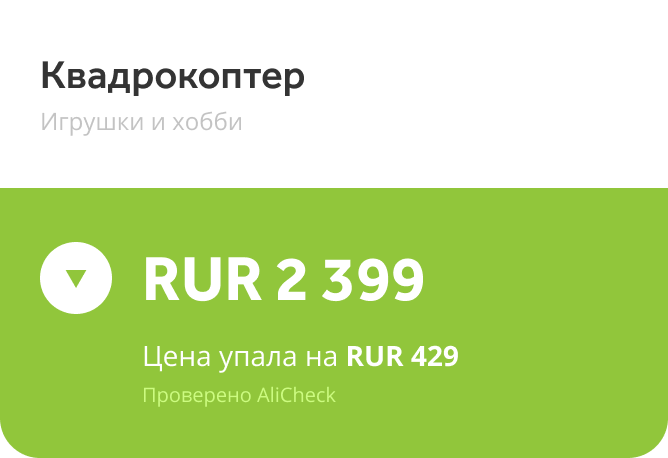 Квадрокоптер
Игрушки и хобби
RUR 2 399
Цена упала на RUR 429
Проверено AliCheck